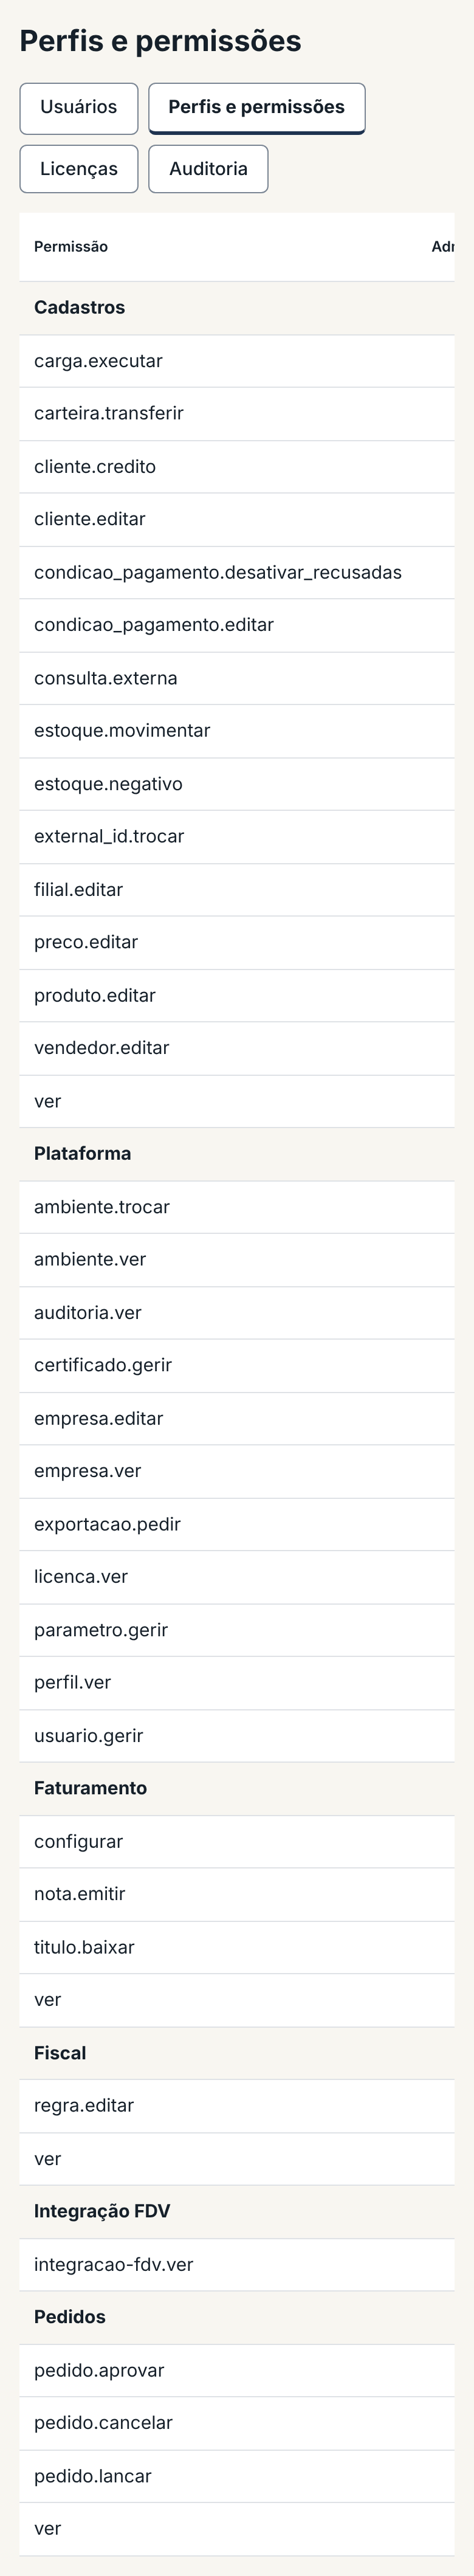 Perfis e permissões
Usuários
Perfis e permissões
Licenças
Auditoria
Permissão
Cadastros
carga.executar
carteira.transferir
cliente.credito
cliente.editar
condicao_pagamento.desativar_recusadas
condicao_pagamento.editar
consulta.externa
estoque.movimentar
estoque.negativo
external_id.trocar
filial.editar
preco.editar
produto.editar
vendedor.editar
ver
Plataforma
ambiente.trocar
ambiente.ver
auditoria.ver
certificado.gerir
empresa.editar
empresa.ver
exportacao.pedir
licenca.ver
parametro.gerir
perfil.ver
usuario.gerir
Faturamento
configurar
nota.emitir
titulo.baixar
ver
Fiscal
regra.editar
ver
Integração FDV
integracao-fdv.ver
Pedidos
pedido.aprovar
pedido.cancelar
pedido.lancar
ver